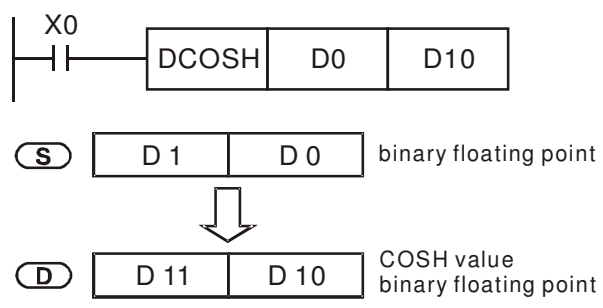 X0
DCOSH D0 D10
S D 1 D 0 binary floating point
D D 11 D 10 COSH value
binary floating point